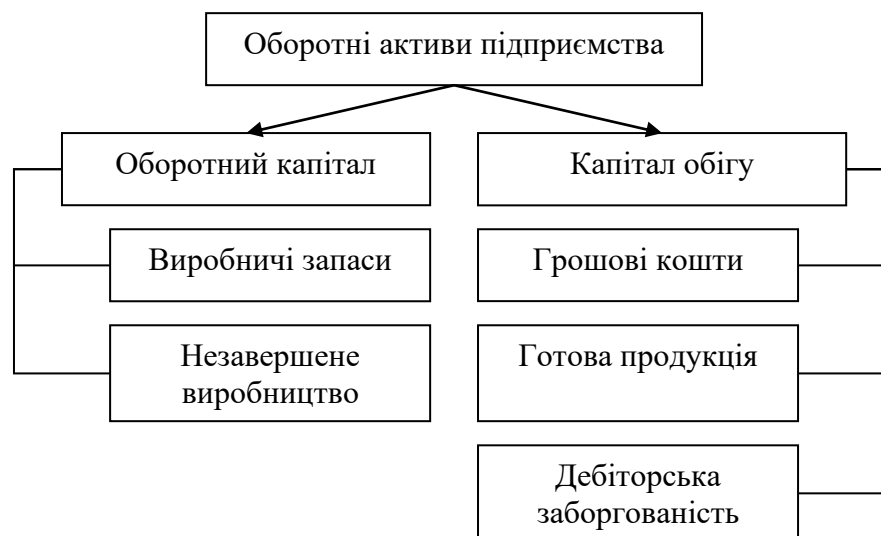 Оборотні активи підприємства
Оборотний капітал
Капітал обігу
Виробничі запаси
Грошові кошти
Незавершене
виробництво
Готова продукція
Дебіторська
заборгованість